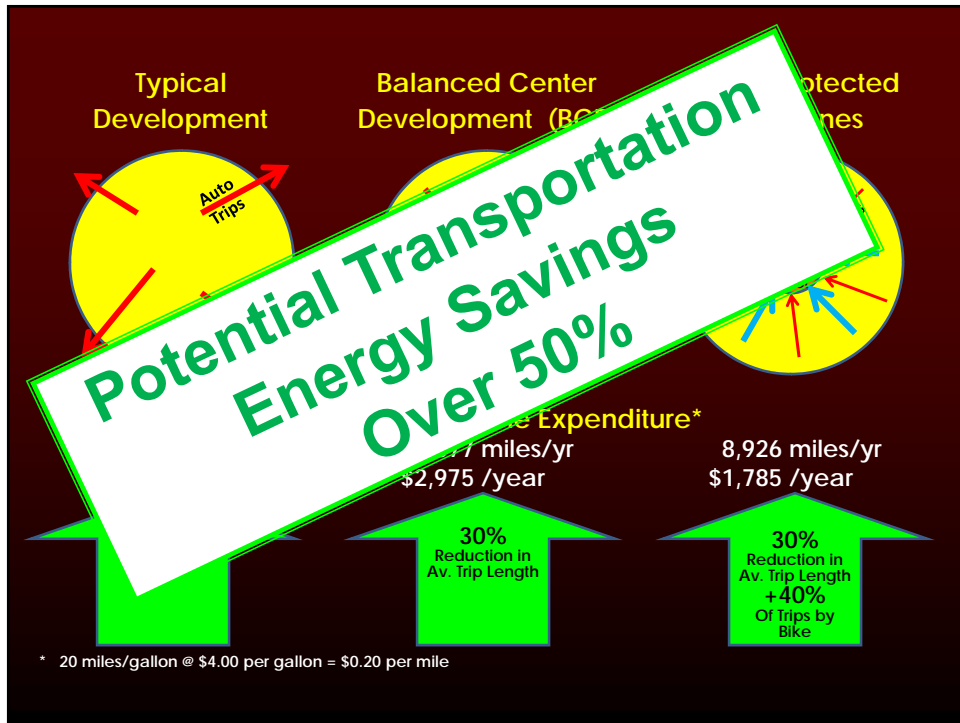 Typical
Development
Auto
Trips
Balanced Center
Development (BC
otected
nes
Potential Transportation
Energy Savings
Over 50%
Expenditure*
77 miles/yr
$2,975 /year
8,926 miles/yr
$1,785 /year
30%
Reduction in
Av. Trip Length
30%
Reduction in
Av. Trip Length
+40%
Of Trips by
Bike
* 20 miles/gallon @ $4.00 per gallon = $0.20 per mile